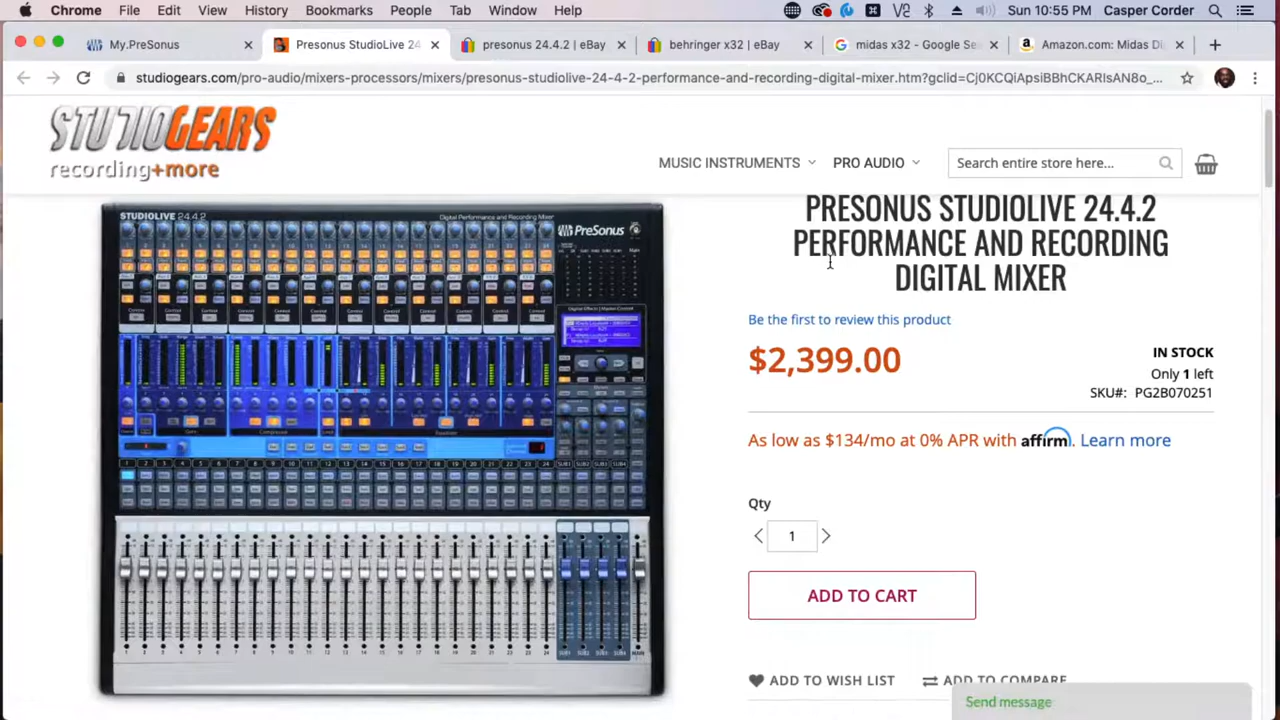 Chrome File Edit View History Bookmarks People Tab Window Help Sun 10:55 PM Casper Corder
My.PreSonus Presonus StudioLive 24 presonus 24.4.2 | eBay behringer x32 | eBay midas x32 - Google Se Amazon.com: Midas Di
studiogears.com/pro-audio/mixers-processors/mixers/presonus-studiolive-24-4-2-performance-and-recording-digital-mixer.htm?gclid=Cj0KCQiApsiBBhCKARIsAN8o_...
STUDIOGEARS
recording+more
MUSIC INSTRUMENTS PRO AUDIO Search entire store here...
STUDIOLIVE 24.4.2 Digital Performance and Recording Mixer
PreSonus
PRESONUS STUDIOLIVE 24.4.2
PERFORMANCE AND RECORDING
DIGITAL MIXER
Be the first to review this product
$2,399.00
IN STOCK
Only 1 left
SKU#: PG2B070251
As low as $134/mo at 0% APR with affirm. Learn more
Qty
1
ADD TO CART
ADD TO WISH LIST ADD TO COMPARE
Send message